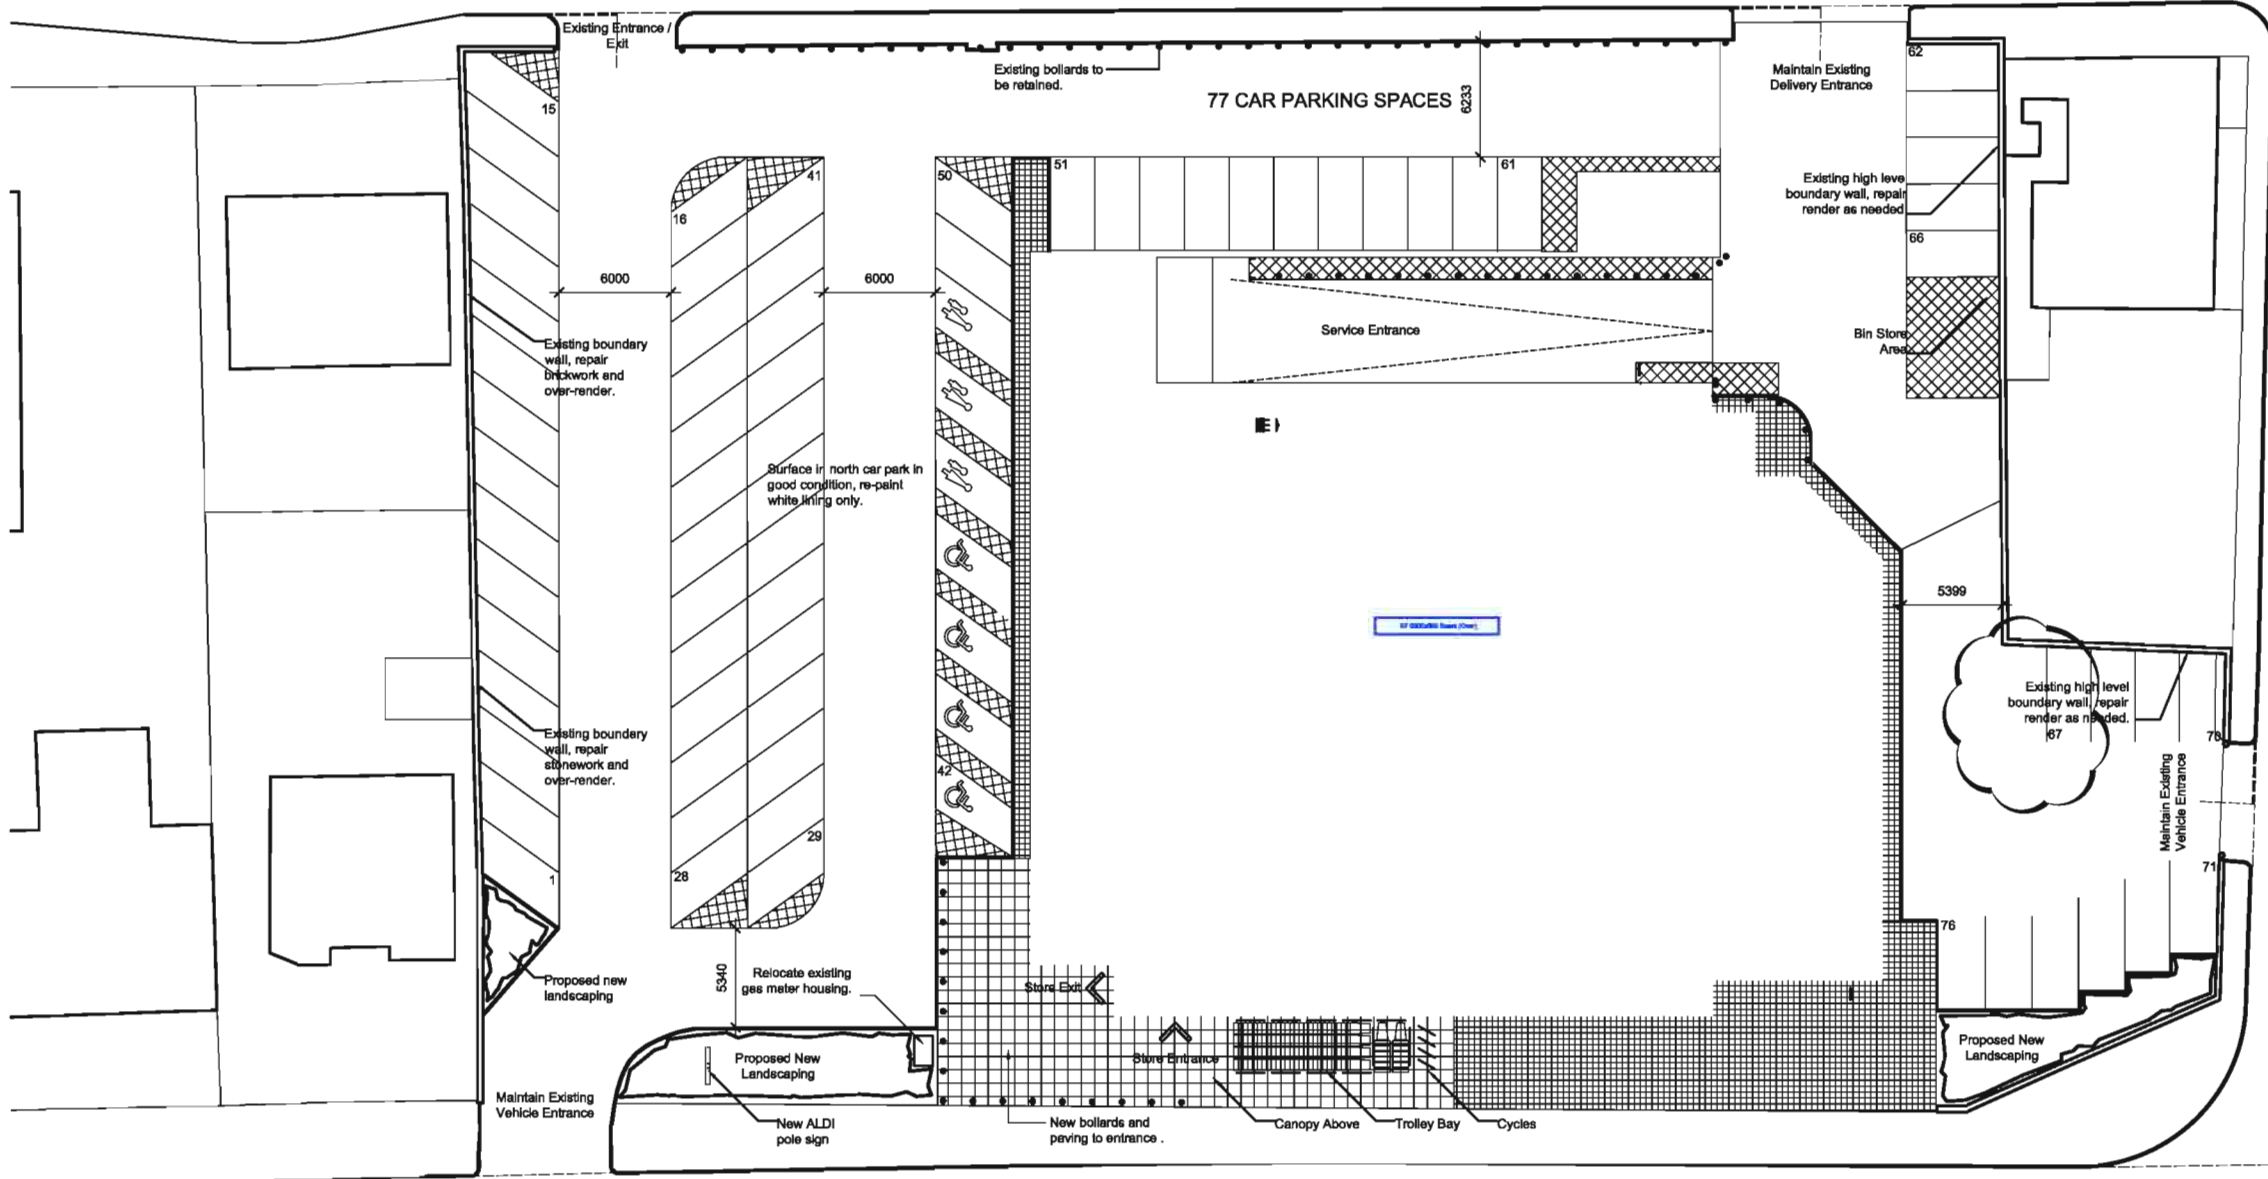 Existing Entrance /
Exit
62
Existing bollards to
be retained.
77 CAR PARKING SPACES
6233
Maintain Existing
Delivery Entrance
15
41
50
51
61
Existing high leve
boundary wall, repair
render as needed
16
66
6000
6000
Existing boundary
wall, repair
brickwork and
over-render.
Service Entrance
Bin Store
Area
Surface in north car park in
good condition, re-paint
white lining only.
5399
Existing high level
boundary wall, repair
render as needed.
67
70
Existing boundary
wall, repair
stonework and
over-render.
42
Maintain Existing
Vehicle Entrance
29
1
28
71
76
Proposed new
landscaping
5340
Relocate existing
gas meter housing.
Store Exit
Proposed New
Landscaping
Store Entrance
Proposed New
Landscaping
Maintain Existing
Vehicle Entrance
New ALDI
pole sign
New bollards and
paving to entrance .
Canopy Above
Trolley Bay
Cycles